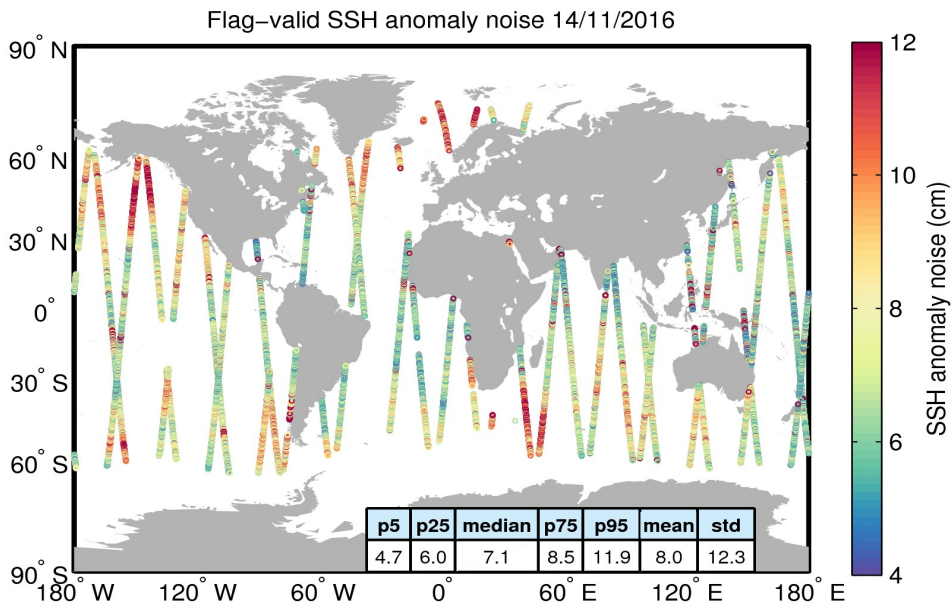 Flag−valid SSH anomaly noise 14/11/2016
90° N
60° N
30° N
0°
30° S
60° S
90° S
180° W 120° W 60° W 0° 60° E 120° E 180° E
p5 p25 median p75 p95 mean std
4.7 6.0 7.1 8.5 11.9 8.0 12.3
12
10
8
6
4
SSH anomaly noise (cm)